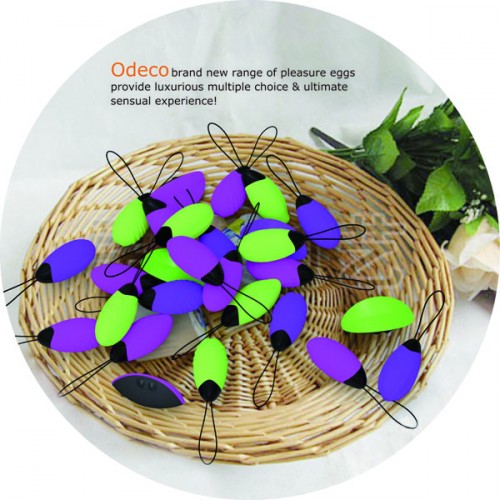 Odeco brand new range of pleasure eggs
provide luxurious multiple choice & ultimate
sensual experience!